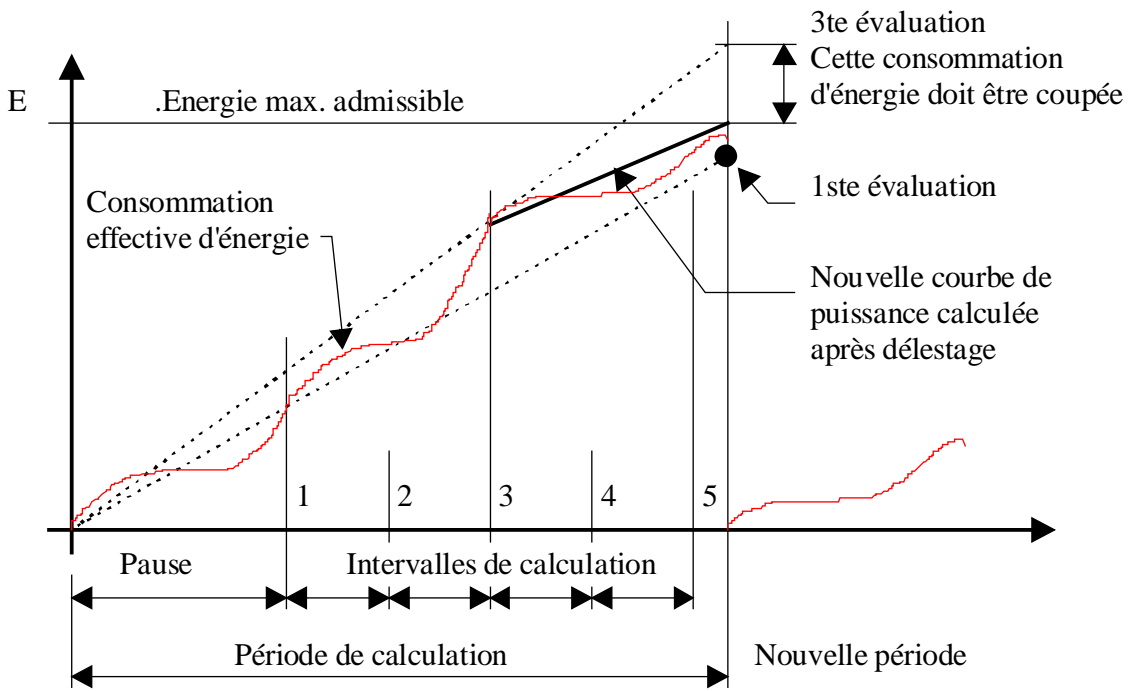 3te évaluation
Cette consommation
d'énergie doit être coupée
E
.Energie max. admissible
1ste évaluation
Consommation
effective d'énergie
Nouvelle courbe de
puissance calculée
après délestage
1 2 3 4 5
Pause
Intervalles de calculation
Période de calculation
Nouvelle période